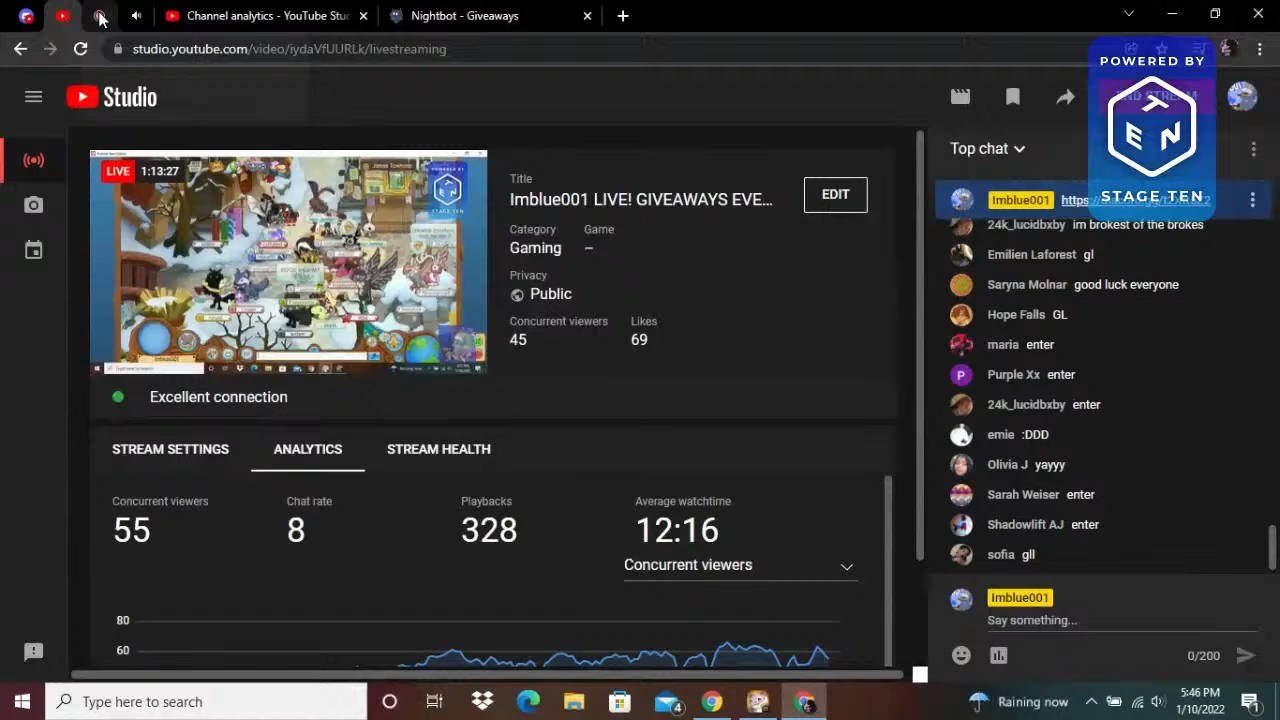 Channel analytics - YouTube Stu
Nightbot - Giveaways
studio.youtube.com/video/iydaVfUURLk/livestreaming
POWERED BY
TEN
STAGE TEN
Studio
END STREAM
LIVE 1:13:27
Title
Imblue001 LIVE! GIVEAWAYS EVE...
EDIT
Category Game
Gaming –
Privacy
Public
Concurrent viewers Likes
45 69
Excellent connection
STREAM SETTINGS ANALYTICS STREAM HEALTH
Concurrent viewers Chat rate Playbacks Average watchtime
55 8 328 12:16
Concurrent viewers
80
60
Top chat
Imblue001 https:
24k_lucidbxby im brokest of the brokes
Emilien Laforest gl
Saryna Molnar good luck everyone
Hope Falls GL
maria enter
Purple Xx enter
24k_lucidbxby enter
emie :DDD
Olivia J yayyy
Sarah Weiser enter
Shadowlift AJ enter
sofia gll
Imblue001
Say something...
0/200
Type here to search
4
Raining now
5:46 PM
1/10/2022
1